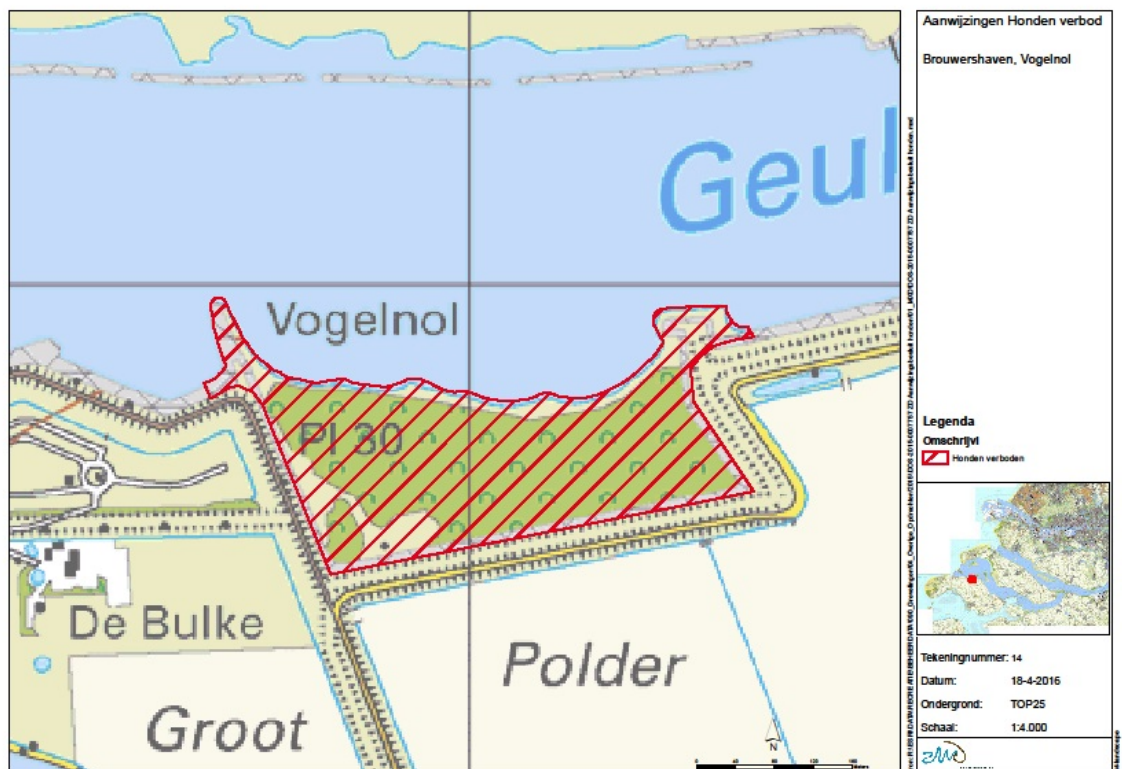 Geul
Vogelnol
Pl 30
De Bulke
Polder
Groot
N
Aanwijzingen Honden verbod
Brouwershaven, Vogelnol
Legenda
Omschrijvi
Honden verboden
Tekeningnummer: 14
Datum: 18-4-2016
Ondergrond: TOP25
Schaal: 1:4.000